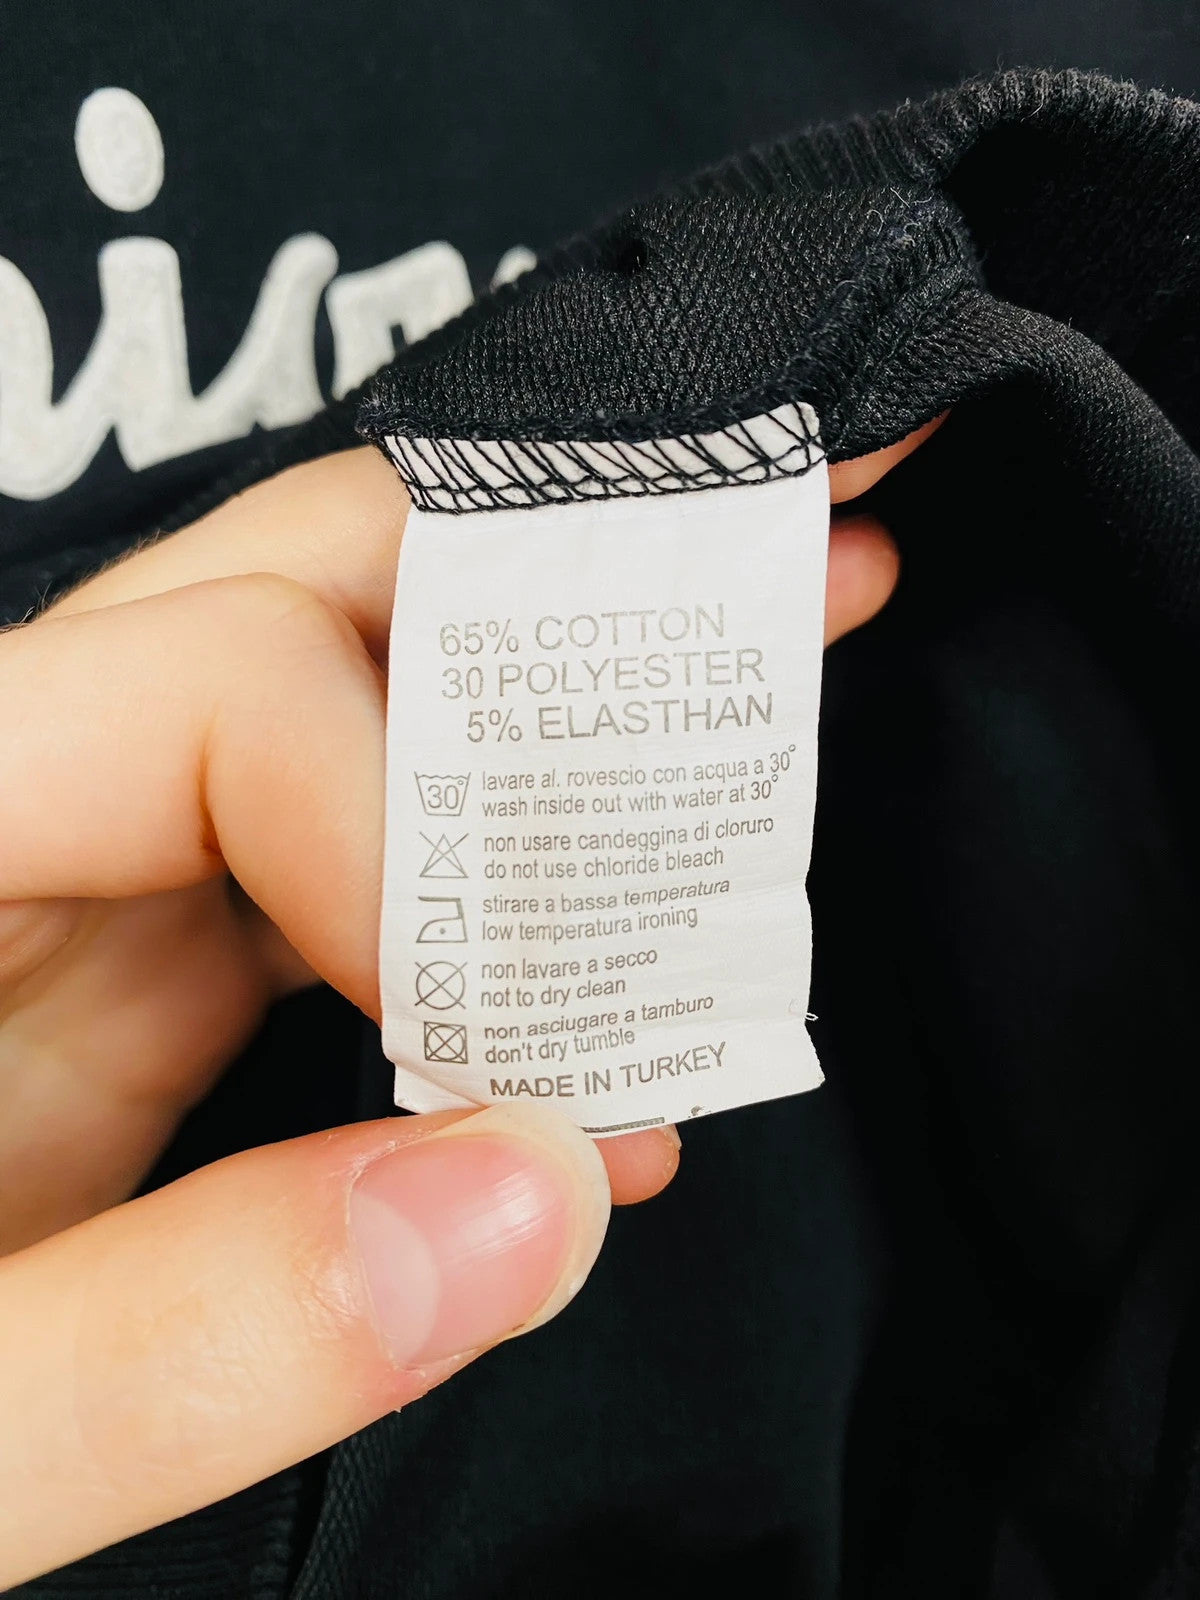 65% COTTON
30 POLYESTER
5% ELASTHAN
30°
lavare al. rovescio con acqua a 30°
wash inside out with water at 30°
non usare candeggina di cloruro
do not use chloride bleach
stirare a bassa temperatura
low temperatura ironing
non lavare a secco
not to dry clean
non asciugare a tamburo
don't dry tumble
MADE IN TURKEY